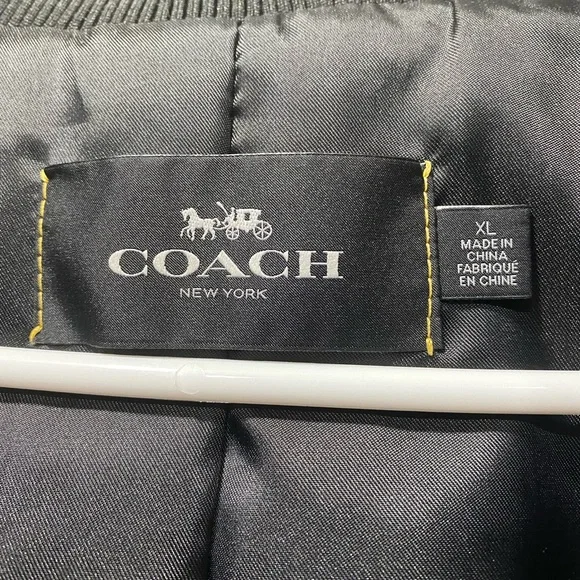 COACH
NEW YORK
XL
MADE IN
CHINA
FABRIQUÉ
EN CHINE